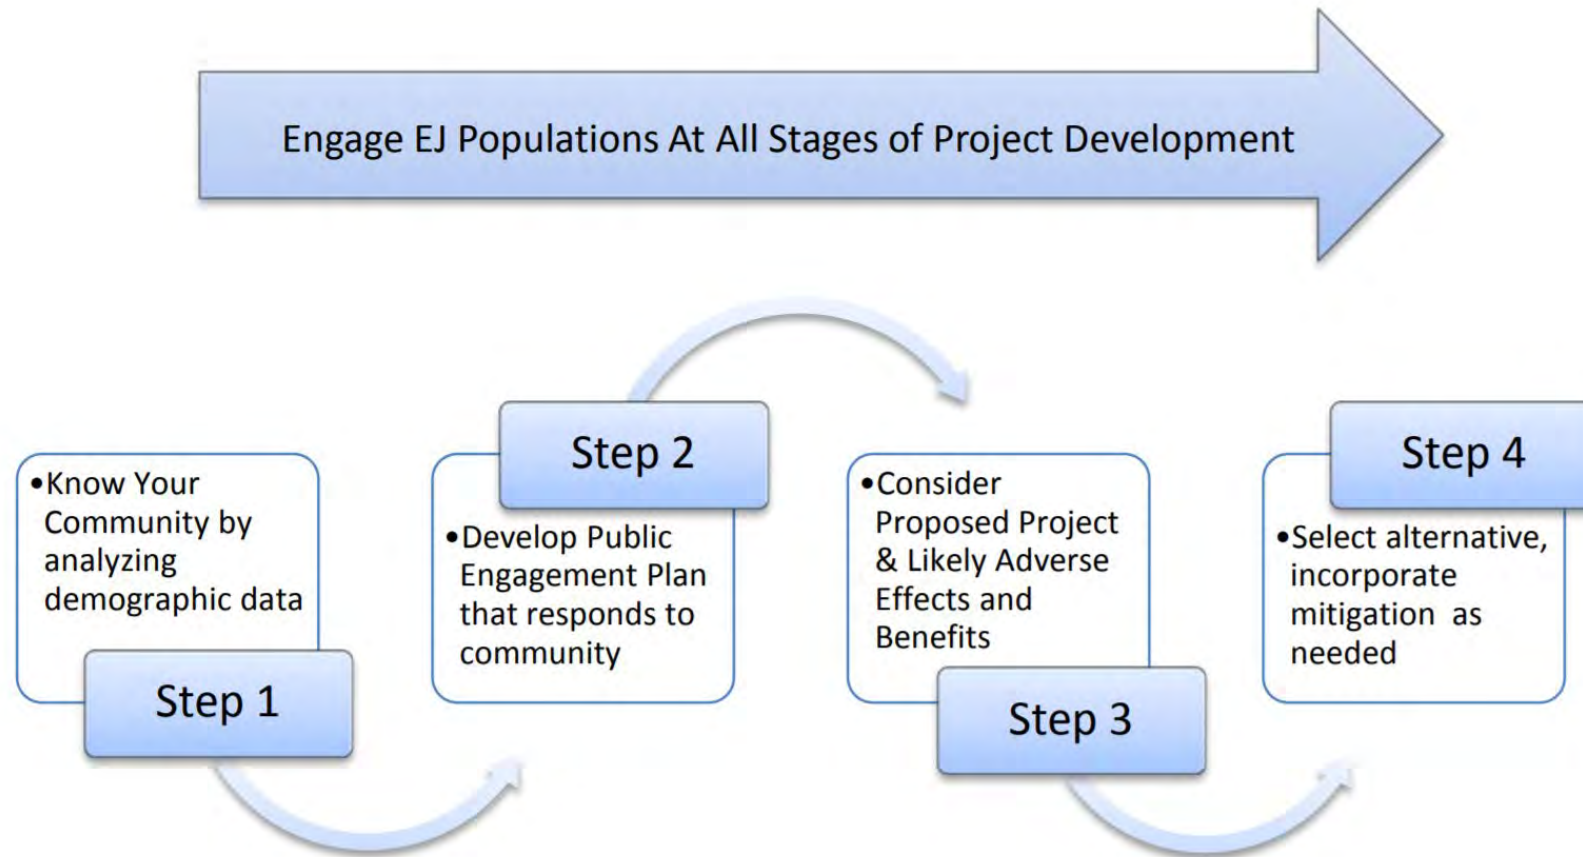 Engage EJ Populations At All Stages of Project Development
•Know Your
Community by
analyzing
demographic data
Step 1
Step 2
•Develop Public
Engagement Plan
that responds to
community
•Consider
Proposed Project
& Likely Adverse
Effects and
Benefits
Step 3
Step 4
•Select alternative,
incorporate
mitigation as
needed